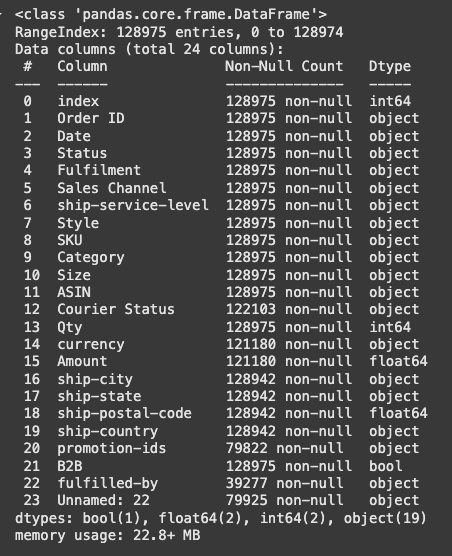 <class 'pandas.core.frame.DataFrame'>
RangeIndex: 128975 entries, 0 to 128974
Data columns (total 24 columns):
 #   Column              Non-Null Count   Dtype
---  ------              --------------   -----
 0   index               128975 non-null  int64
 1   Order ID            128975 non-null  object
 2   Date                128975 non-null  object
 3   Status              128975 non-null  object
 4   Fulfilment          128975 non-null  object
 5   Sales Channel       128975 non-null  object
 6   ship-service-level  128975 non-null  object
 7   Style               128975 non-null  object
 8   SKU                 128975 non-null  object
 9   Category            128975 non-null  object
 10  Size                128975 non-null  object
 11  ASIN                128975 non-null  object
 12  Courier Status      122103 non-null  object
 13  Qty                 128975 non-null  int64
 14  currency            121180 non-null  object
 15  Amount              121180 non-null  float64
 16  ship-city           128942 non-null  object
 17  ship-state          128942 non-null  object
 18  ship-postal-code    128942 non-null  float64
 19  ship-country        128942 non-null  object
 20  promotion-ids       79822 non-null   object
 21  B2B                 128975 non-null  bool
 22  fulfilled-by        39277 non-null   object
 23  Unnamed: 22         79925 non-null   object
dtypes: bool(1), float64(2), int64(2), object(19)
memory usage: 22.8+ MB